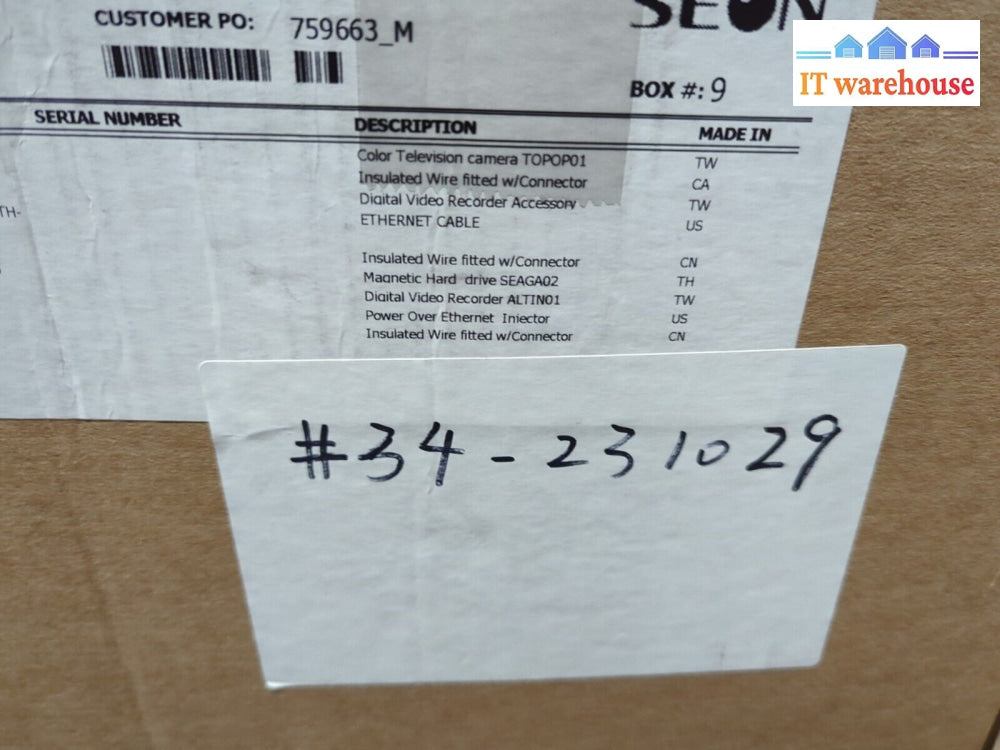 SEON
IT warehouse
CUSTOMER PO: 759663_M
BOX #: 9
SERIAL NUMBER DESCRIPTION MADE IN
Color Television camera TOPOP01 TW
Insulated Wire fitted w/Connector CA
Digital Video Recorder Accessory TW
TH-
ETHERNET CABLE US
Insulated Wire fitted w/Connector CN
Magnetic Hard drive SEAGA02 TH
Digital Video Recorder ALTIN01 TW
Power Over Ethernet Injector US
Insulated Wire fitted w/Connector CN
#34-231029